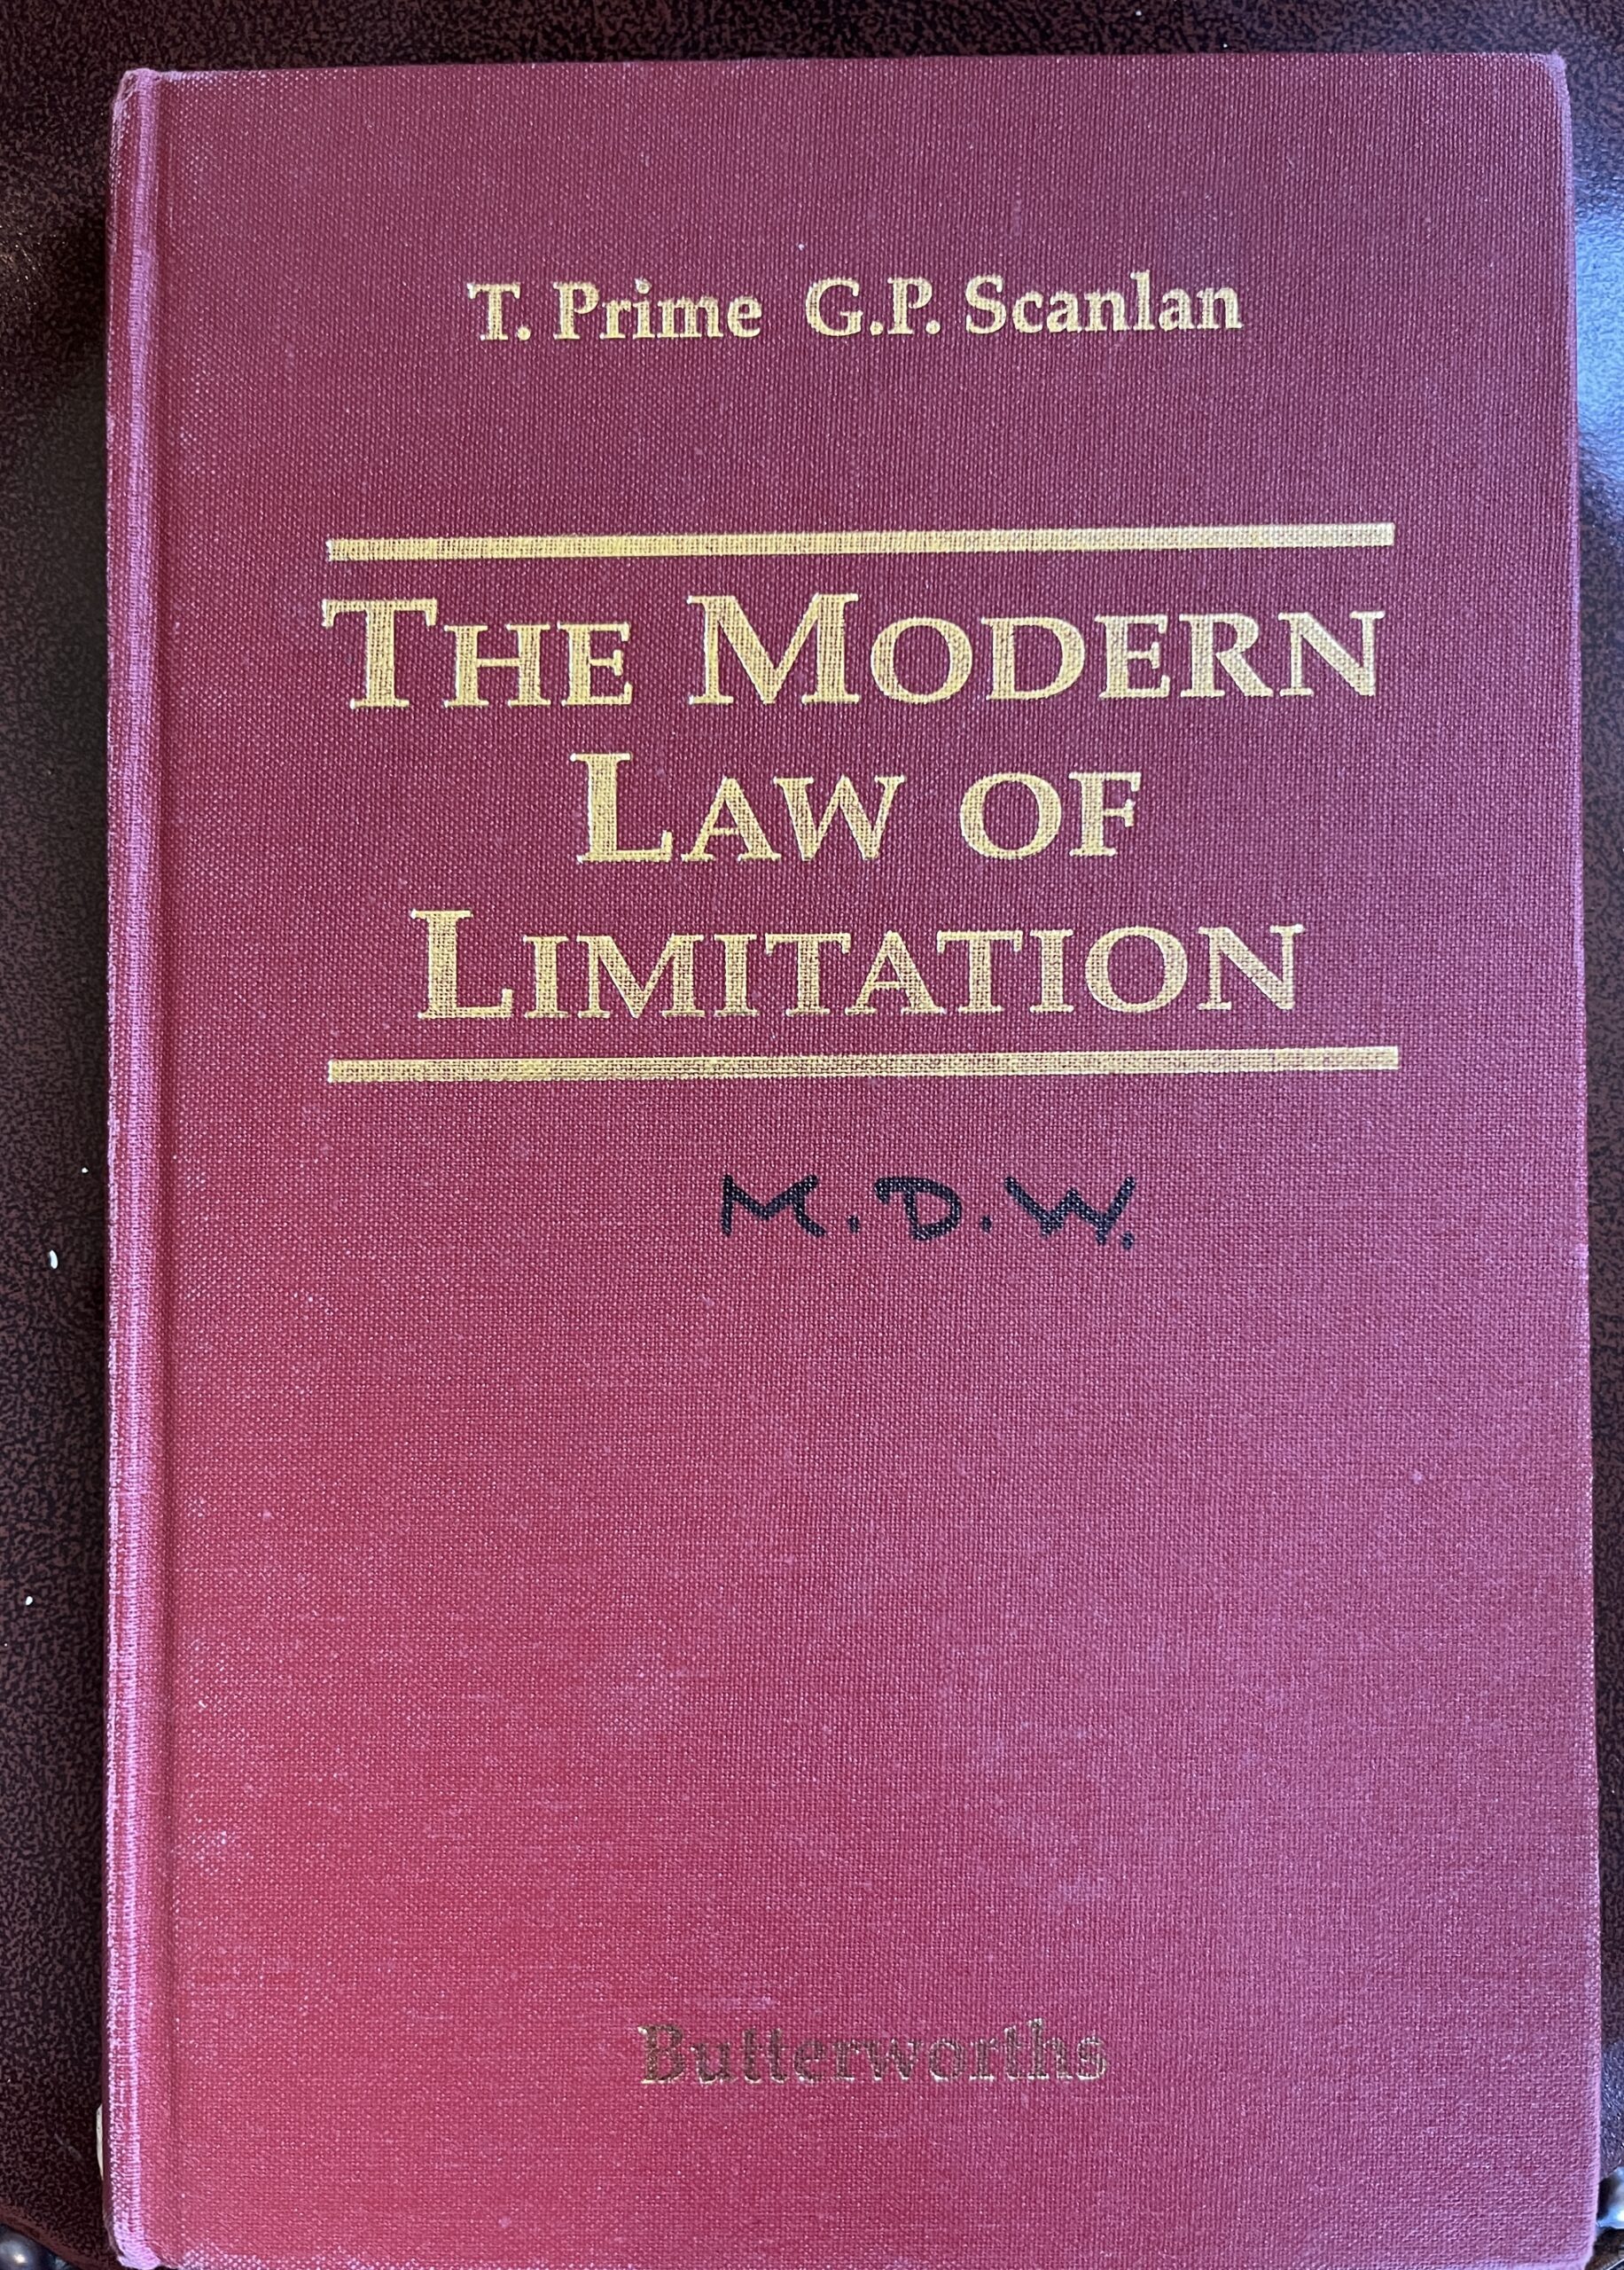 T. Prime G.P. Scanlan
THE MODERN
LAW OF
LIMITATION
M.D.W.
Butterworths